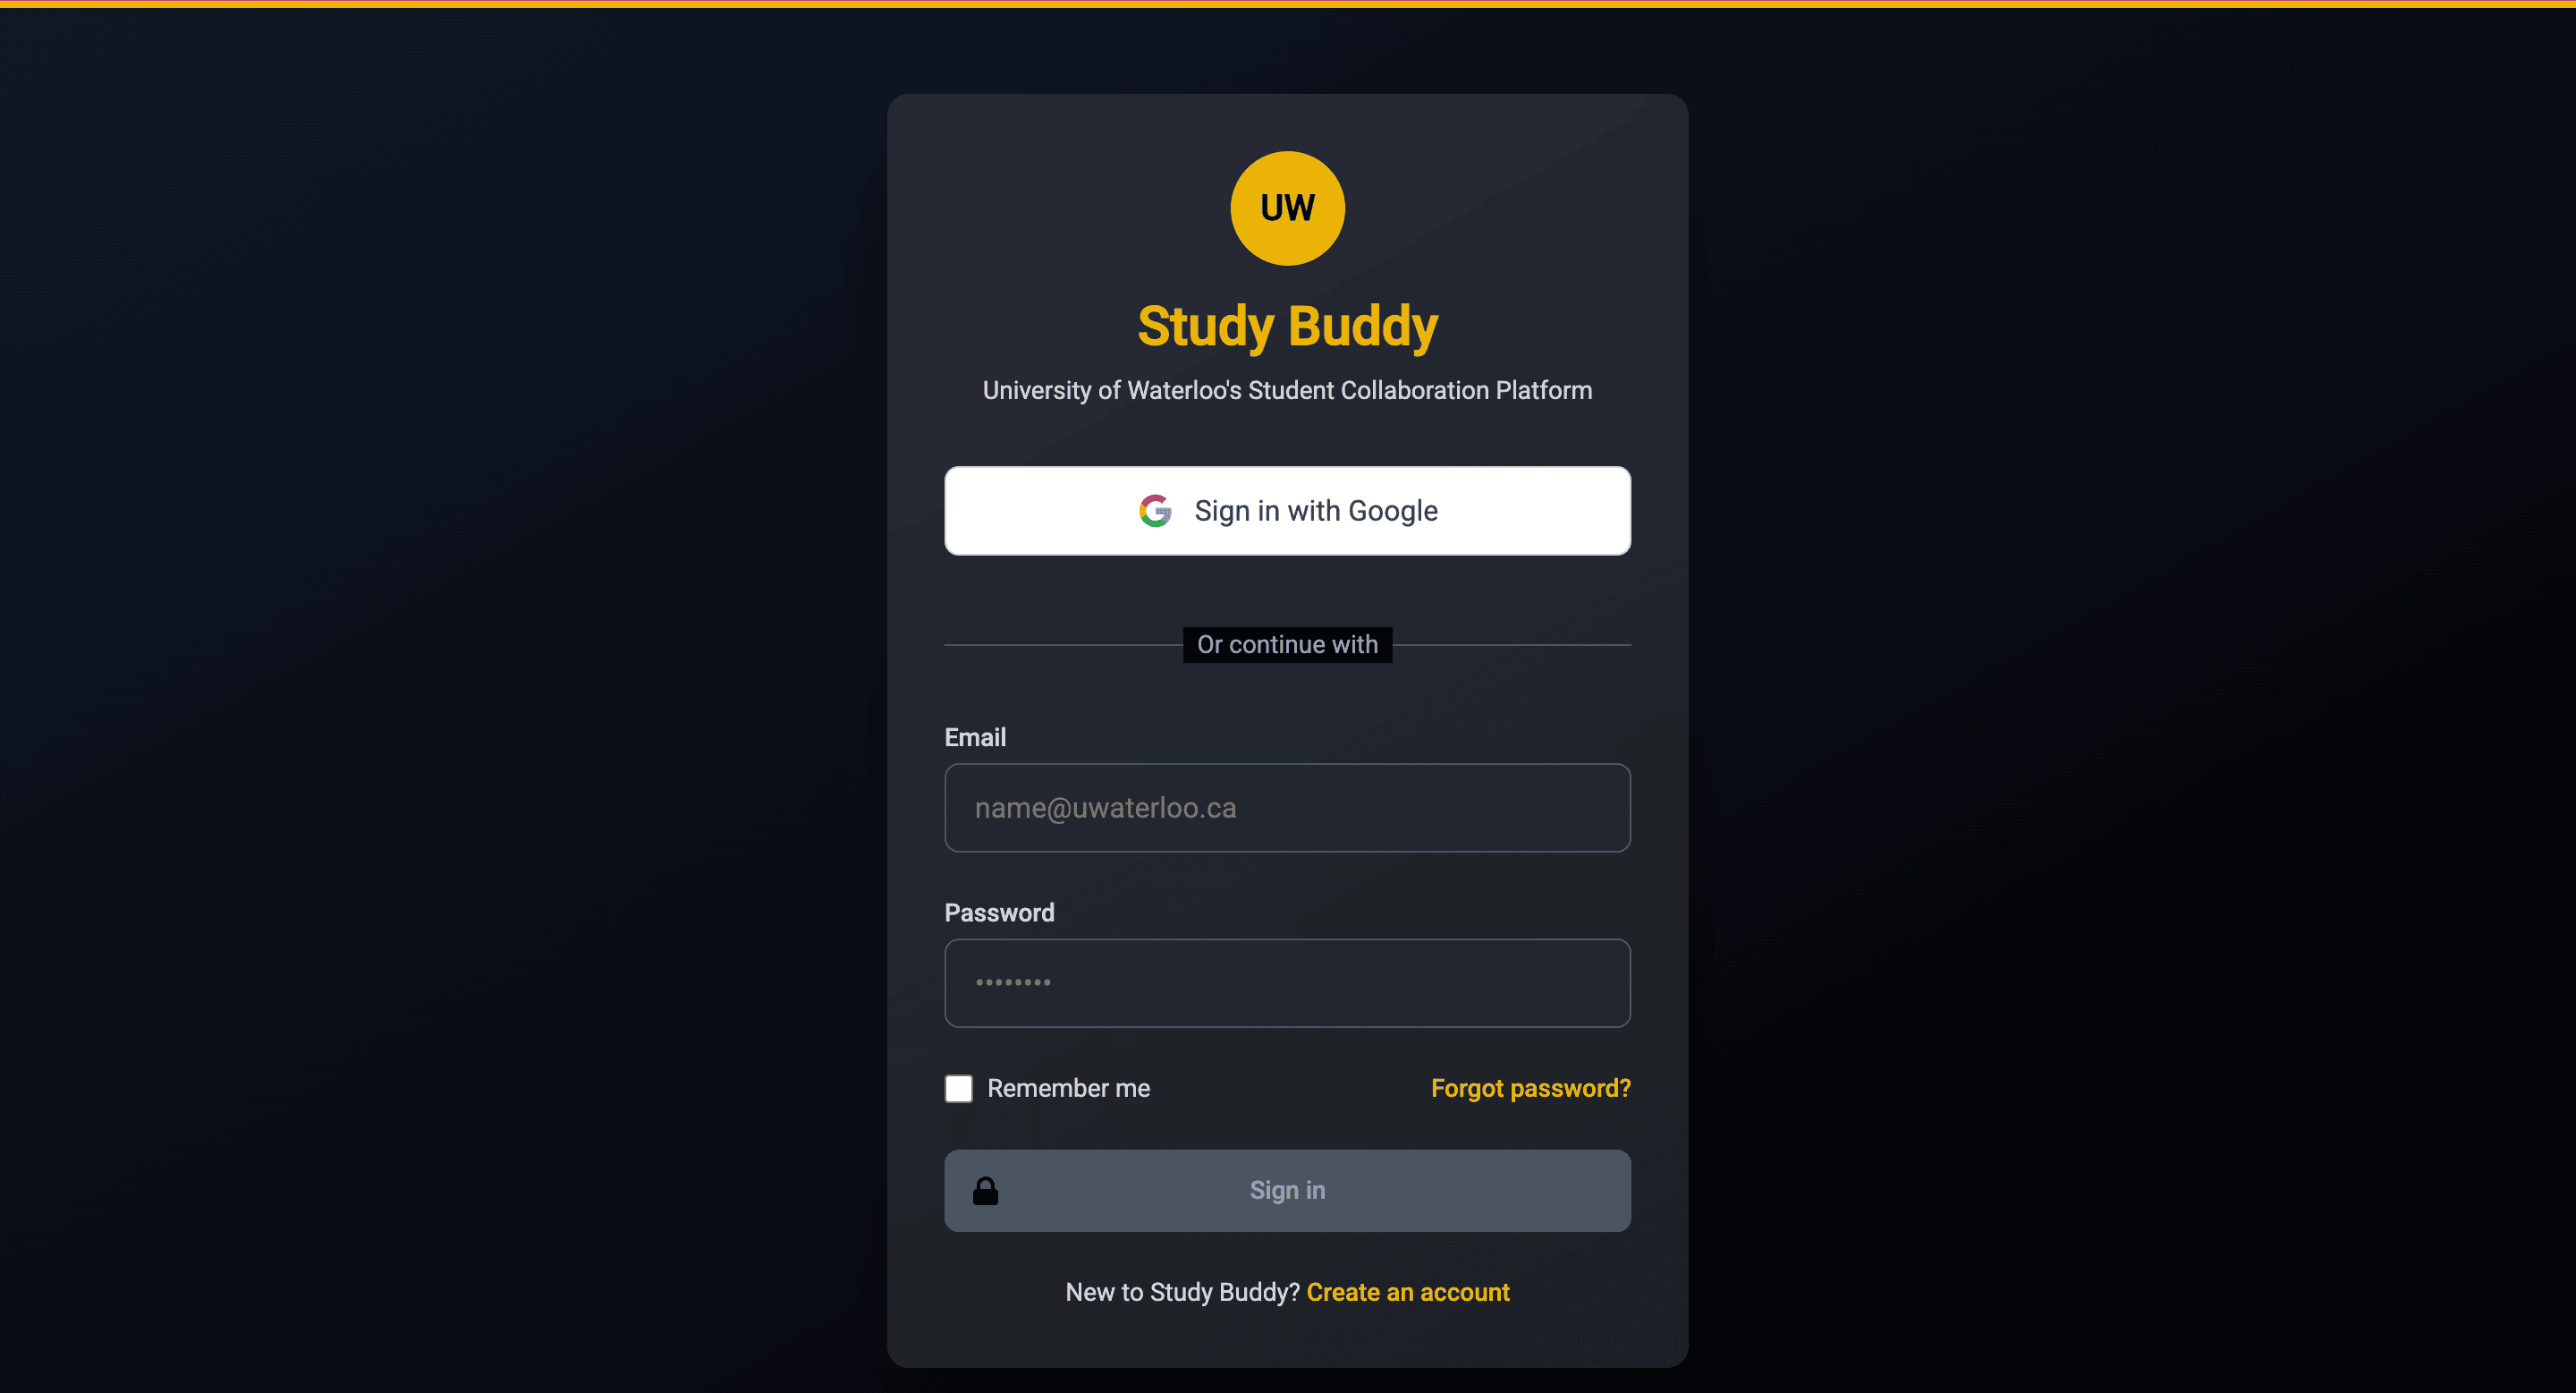 UW
Study Buddy
University of Waterloo's Student Collaboration Platform
Sign in with Google
Or continue with
Email
name@uwaterloo.ca
Password
••••••••
Remember me
Forgot password?
Sign in
New to Study Buddy? Create an account